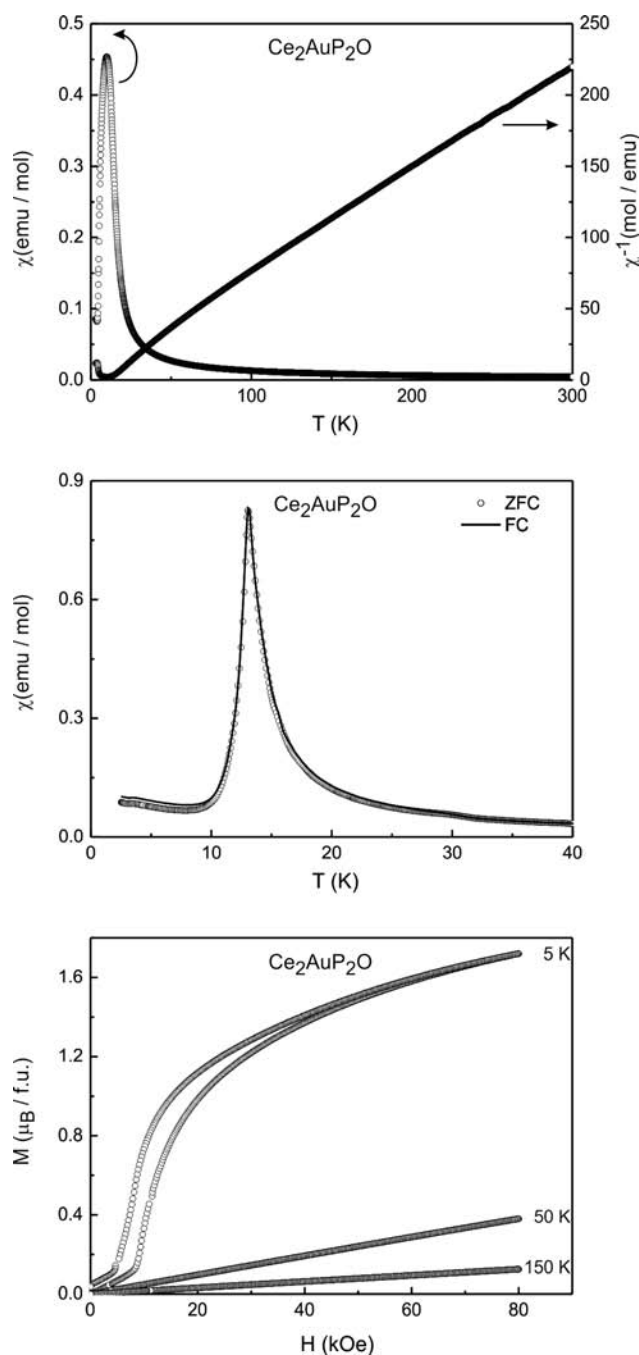 Ce2AuP2O
χ(emu / mol)
0.5
0.4
0.3
0.2
0.1
0.0
250
200
150
100
50
0
χ-1(mol / emu)
0 100 200 300
T (K)
Ce2AuP2O
ZFC
FC
χ(emu / mol)
0.9
0.6
0.3
0.0
0 10 20 30 40
T (K)
Ce2AuP2O
5 K
M (μB / f.u.)
1.6
1.2
0.8
0.4
0.0
50 K
150 K
0 20 40 60 80
H (kOe)